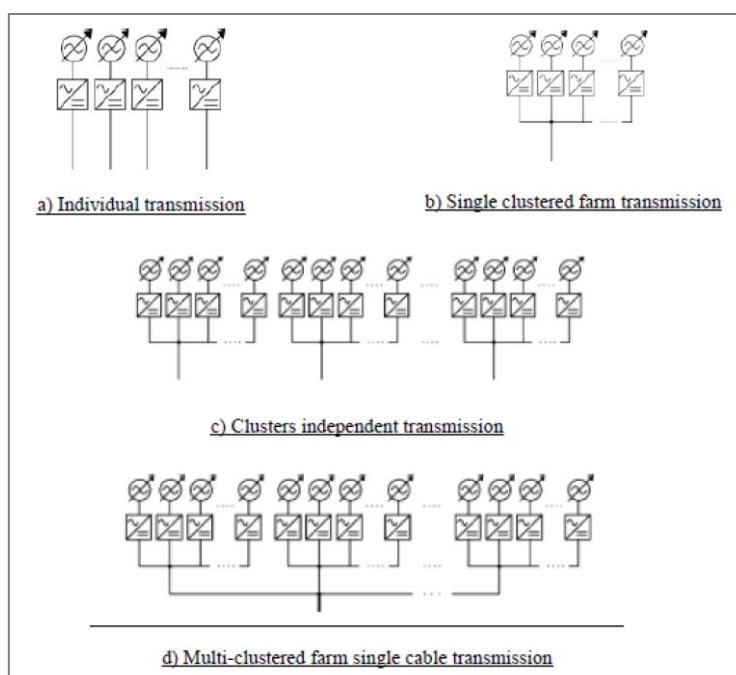 a) Individual transmission
b) Single clustered farm transmission
c) Clusters independent transmission
d) Multi-clustered farm single cable transmission